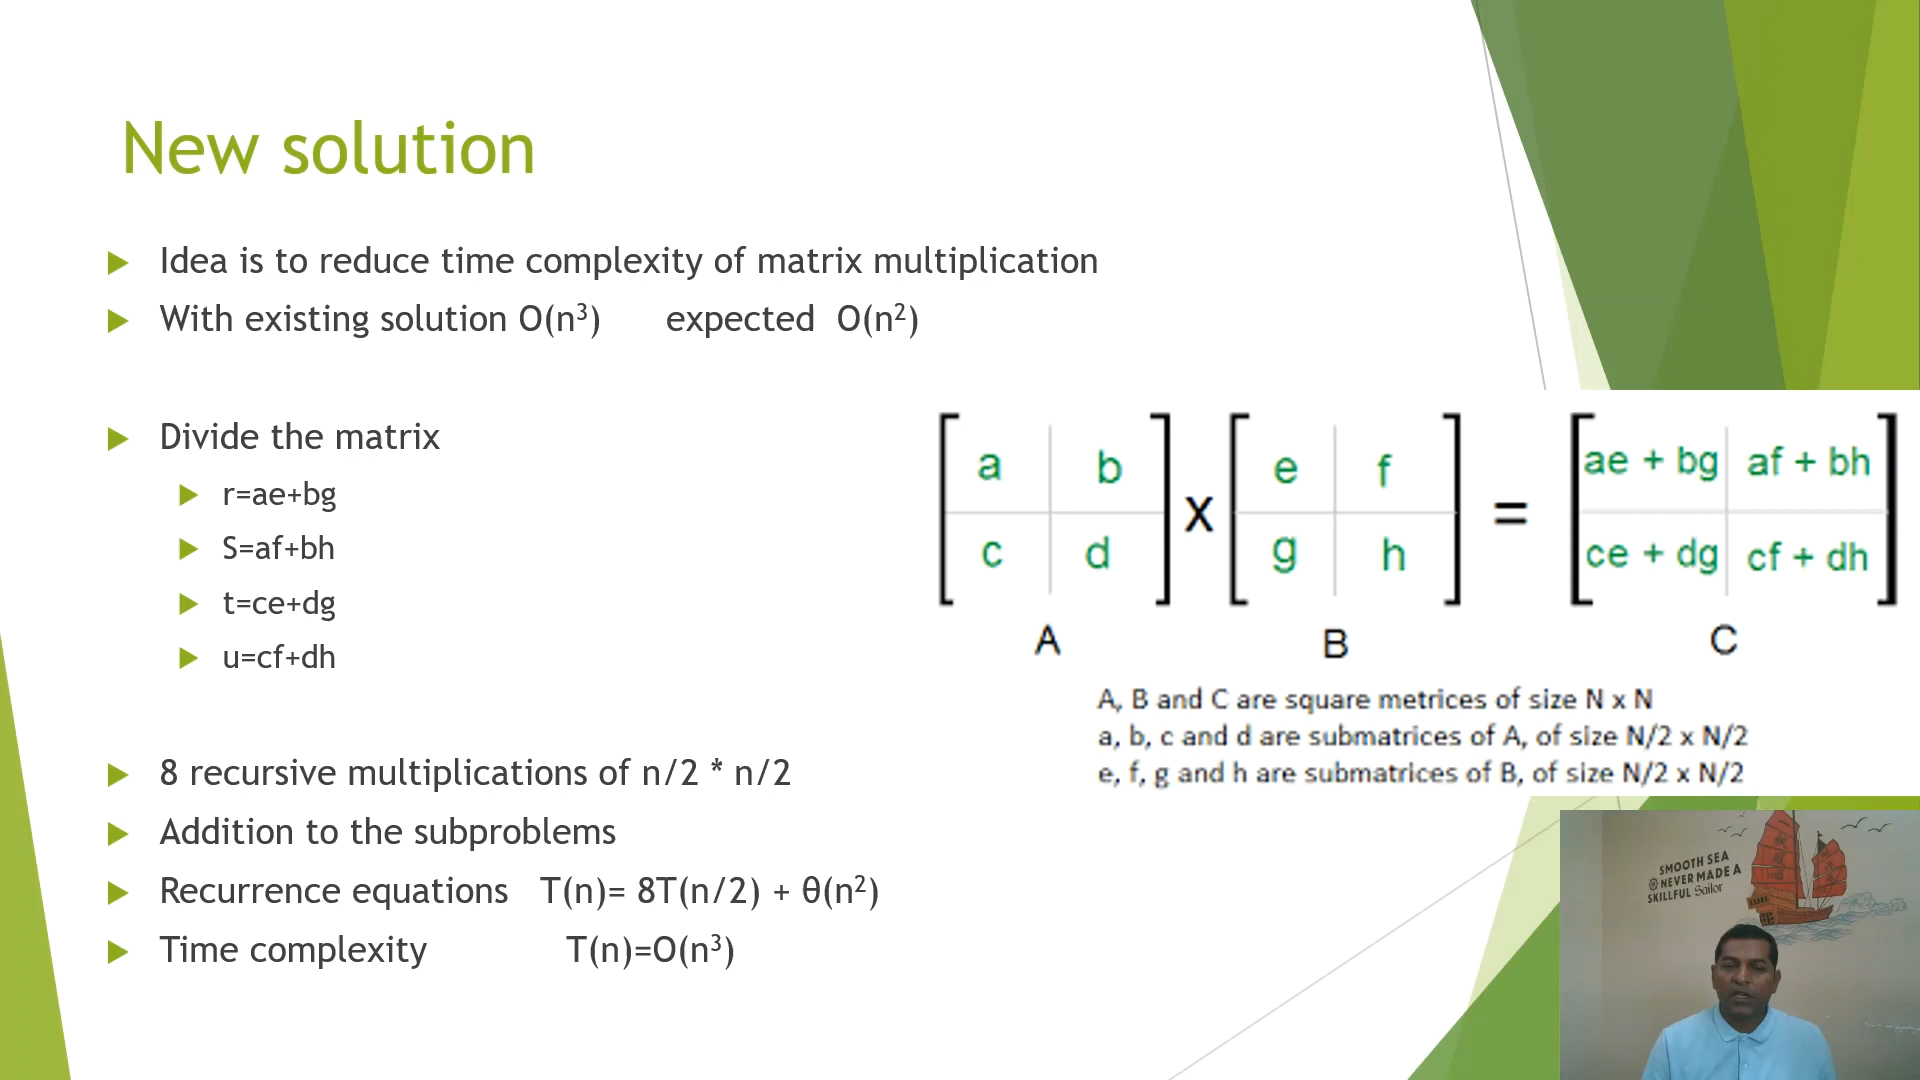 New solution
Idea is to reduce time complexity of matrix multiplication
With existing solution O(n³) expected O(n²)
Divide the matrix
r=ae+bg
S=af+bh
t=ce+dg
u=cf+dh
8 recursive multiplications of n/2 * n/2
Addition to the subproblems
Recurrence equations T(n)= 8T(n/2) + θ(n²)
Time complexity T(n)=O(n³)
a b e f ae + bg af + bh
X =
c d g h ce + dg cf + dh
A B C
A, B and C are square metrices of size N x N
a, b, c and d are submatrices of A, of size N/2 x N/2
e, f, g and h are submatrices of B, of size N/2 x N/2
SMOOTH SEA
NEVER MADE A
SKILLFUL Sailor